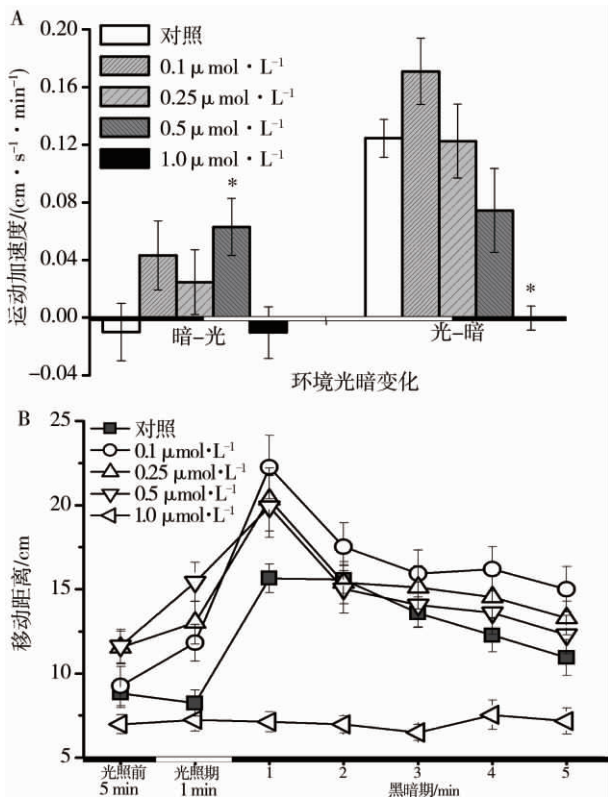 A
运动加速度/(cm·s⁻¹·min⁻¹)
0.20
0.16
0.12
0.08
0.04
0.00
-0.04
对照
0.1 μ mol·L⁻¹
0.25 μ mol·L⁻¹
0.5 μ mol·L⁻¹
1.0 μ mol·L⁻¹
*
*
暗-光
光-暗
环境光暗变化
B
移动距离/cm
25
20
15
10
5
对照
0.1 μmol·L⁻¹
0.25 μmol·L⁻¹
0.5 μmol·L⁻¹
1.0 μmol·L⁻¹
光照前
5 min
光照期
1 min
1 2 3 4 5
黑暗期/min